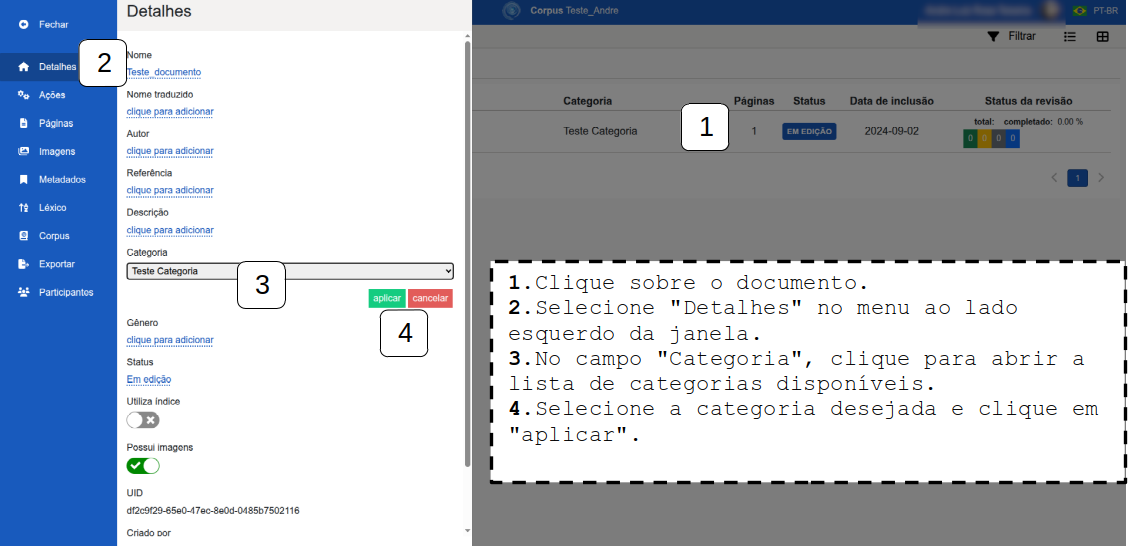 Fechar
Detalhes
Ações
Páginas
Imagens
Metadados
Léxico
Corpus
Exportar
Participantes
2
Detalhes
Nome
Teste_documento
Nome traduzido
clique para adicionar
Autor
clique para adicionar
Referência
clique para adicionar
Descrição
clique para adicionar
Categoria
Teste Categoria
3
aplicar cancelar
4
Gênero
clique para adicionar
Status
Em edição
Utiliza índice
Possui imagens
UID
df2c9f29-65e0-47ec-8e0d-0485b7502116
Criado por
Corpus Teste_Andre
PT-BR
Filtrar
Categoria Páginas Status Data de inclusão Status da revisão
Teste Categoria 1 1 EM EDIÇÃO 2024-09-02 total: completado: 0.00 %
0 0 0 0
1
1.Clique sobre o documento.
2.Selecione "Detalhes" no menu ao lado
esquerdo da janela.
3.No campo "Categoria", clique para abrir a
lista de categorias disponíveis.
4.Selecione a categoria desejada e clique em
"aplicar".